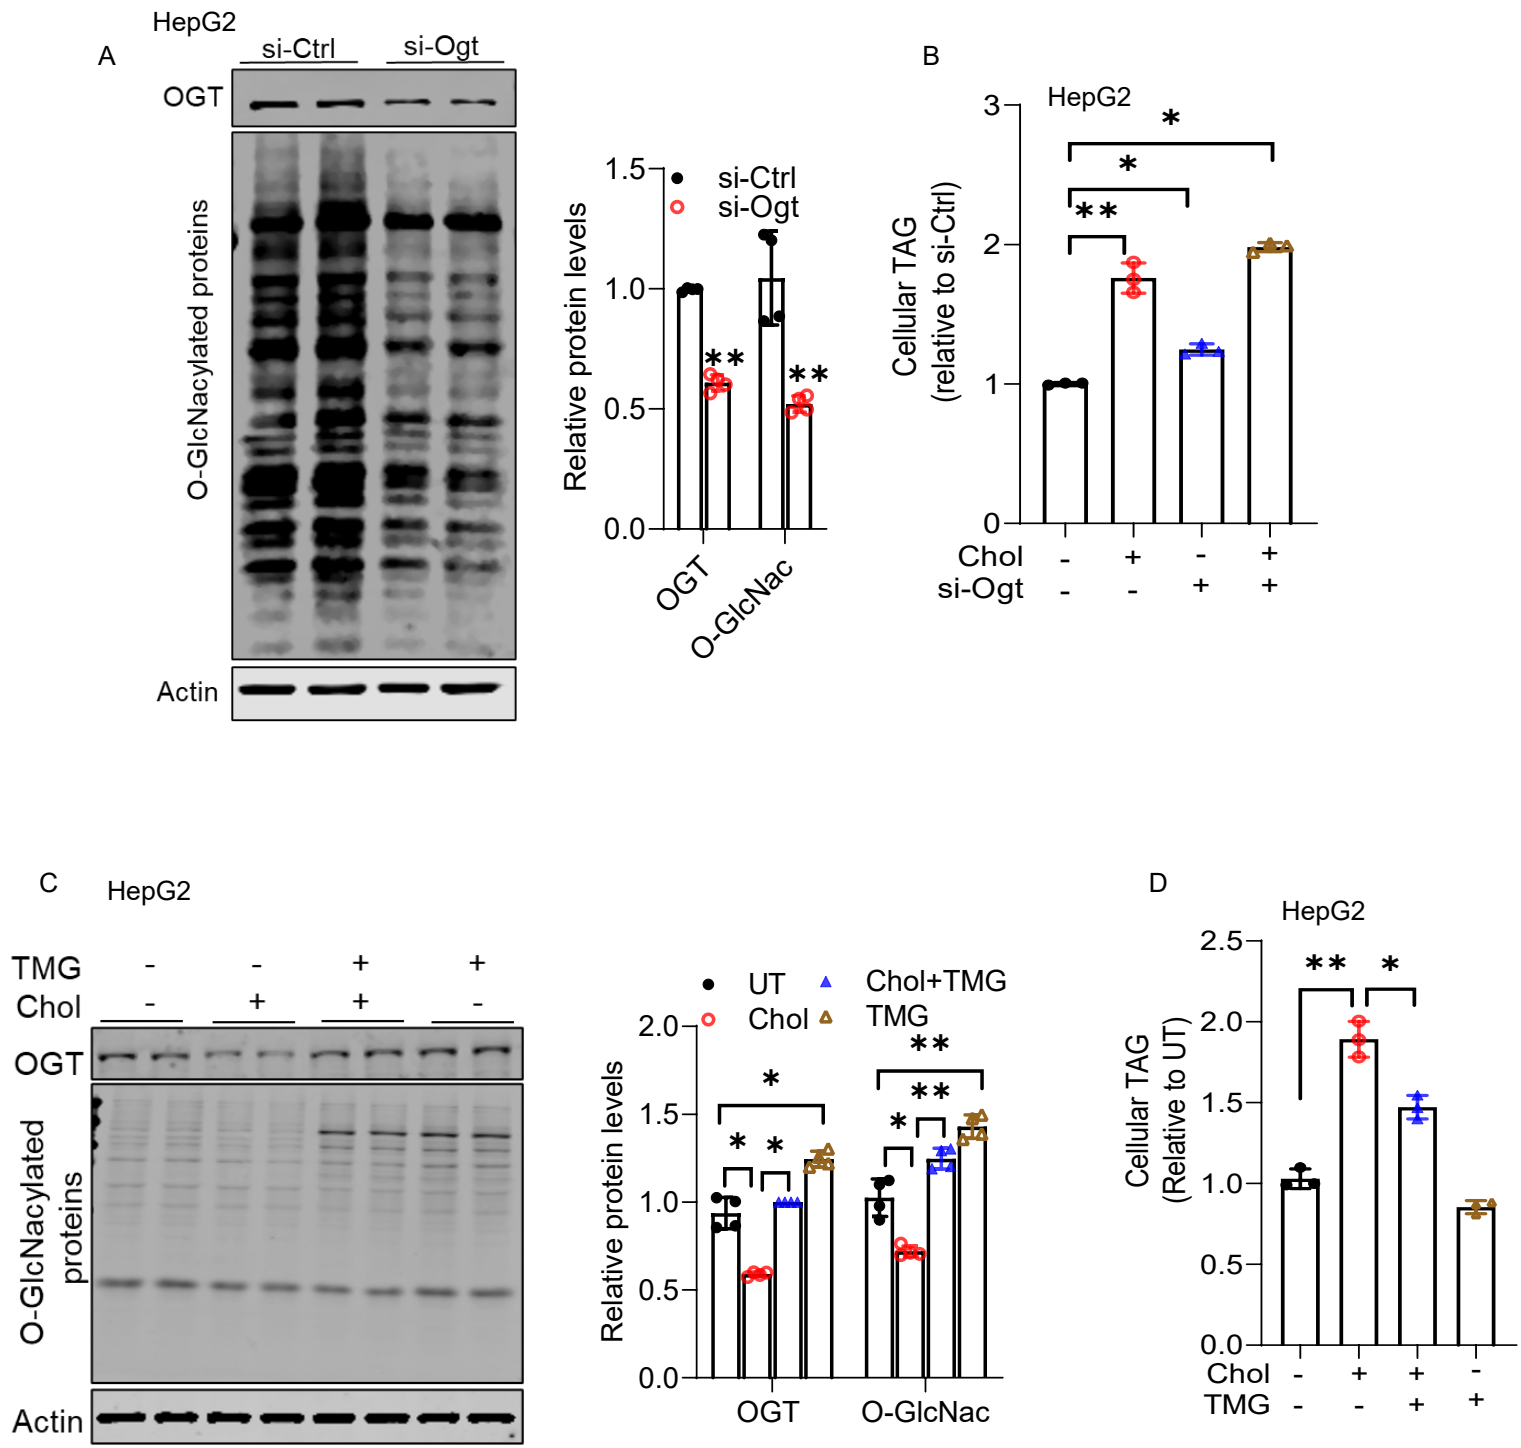 HepG2
A
si-Ctrl si-Ogt
OGT
O-GlcNacylated proteins
Actin
1.5
1.0
0.5
0.0
Relative protein levels
si-Ctrl
si-Ogt
**
**
OGT
O-GlcNac
B
HepG2
3
2
1
0
Cellular TAG
(relative to si-Ctrl)
*
*
**
Chol - + - +
si-Ogt - - + +
C
HepG2
TMG - - + +
Chol - + + -
OGT
O-GlcNacylated
proteins
Actin
UT Chol+TMG
Chol TMG
2.0
1.5
1.0
0.5
0.0
Relative protein levels
*
* *
**
**
*
OGT O-GlcNac
D
HepG2
2.5
2.0
1.5
1.0
0.5
0.0
Cellular TAG
(Relative to UT)
** *
Chol - + + -
TMG - - + +